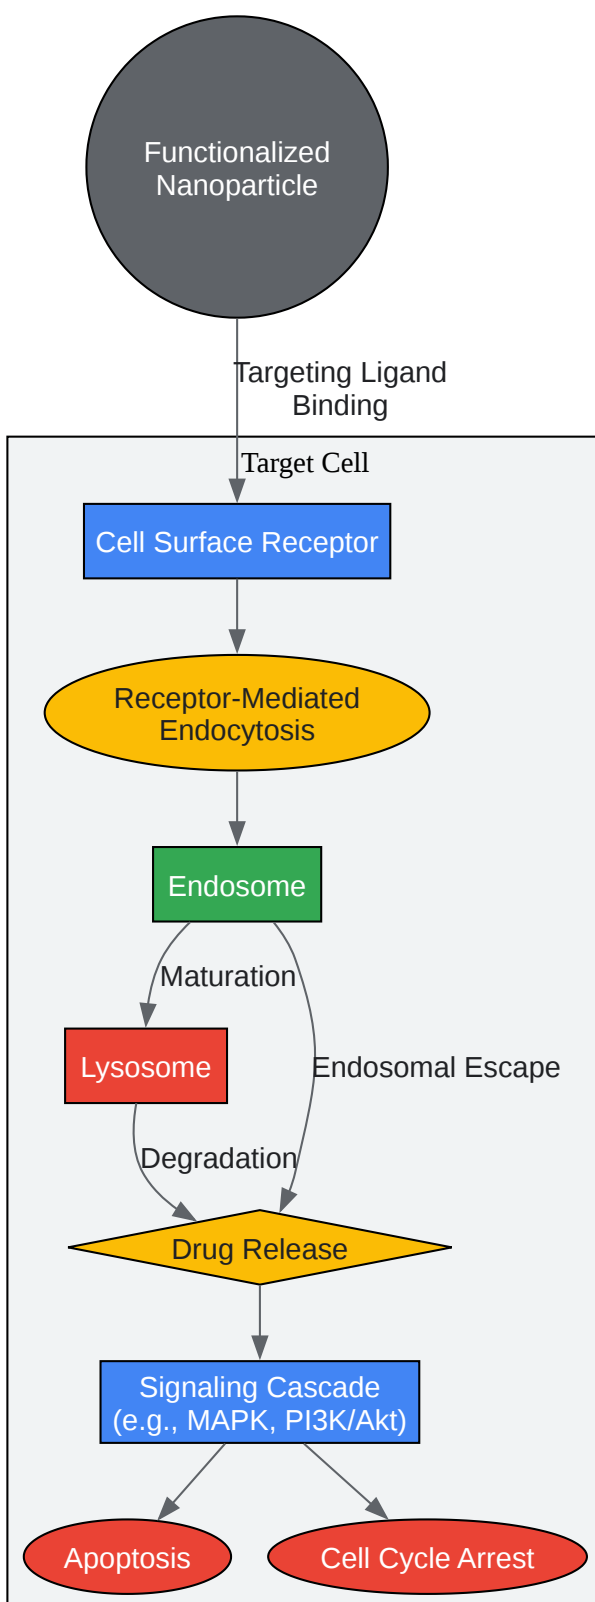 Functionalized
Nanoparticle
Targeting Ligand
Binding
Target Cell
Cell Surface Receptor
Receptor-Mediated
Endocytosis
Endosome
Maturation
Lysosome
Endosomal Escape
Degradation
Drug Release
Signaling Cascade
(e.g., MAPK, PI3K/Akt)
Apoptosis
Cell Cycle Arrest